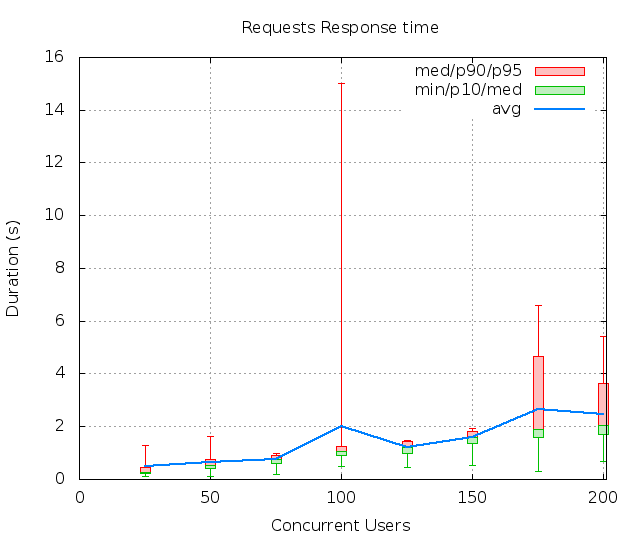 Requests Response time
med/p90/p95
min/p10/med
avg
16
14
12
10
8
6
4
2
0
Duration (s)
0 50 100 150 200
Concurrent Users